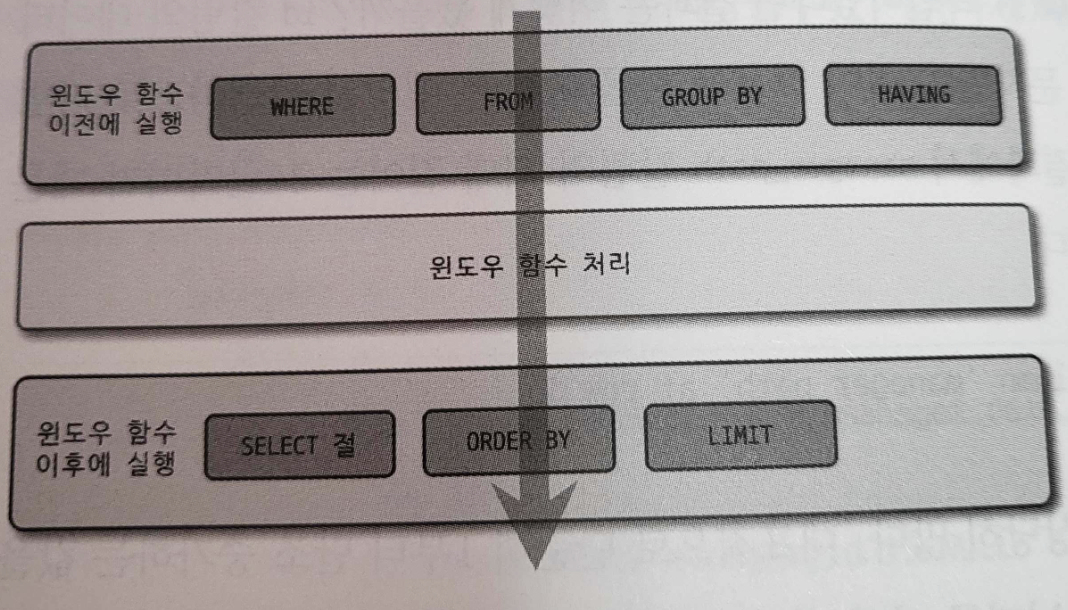 윈도우 함수
이전에 실행
WHERE
FROM
GROUP BY
HAVING
윈도우 함수 처리
윈도우 함수
이후에 실행
SELECT 절
ORDER BY
LIMIT